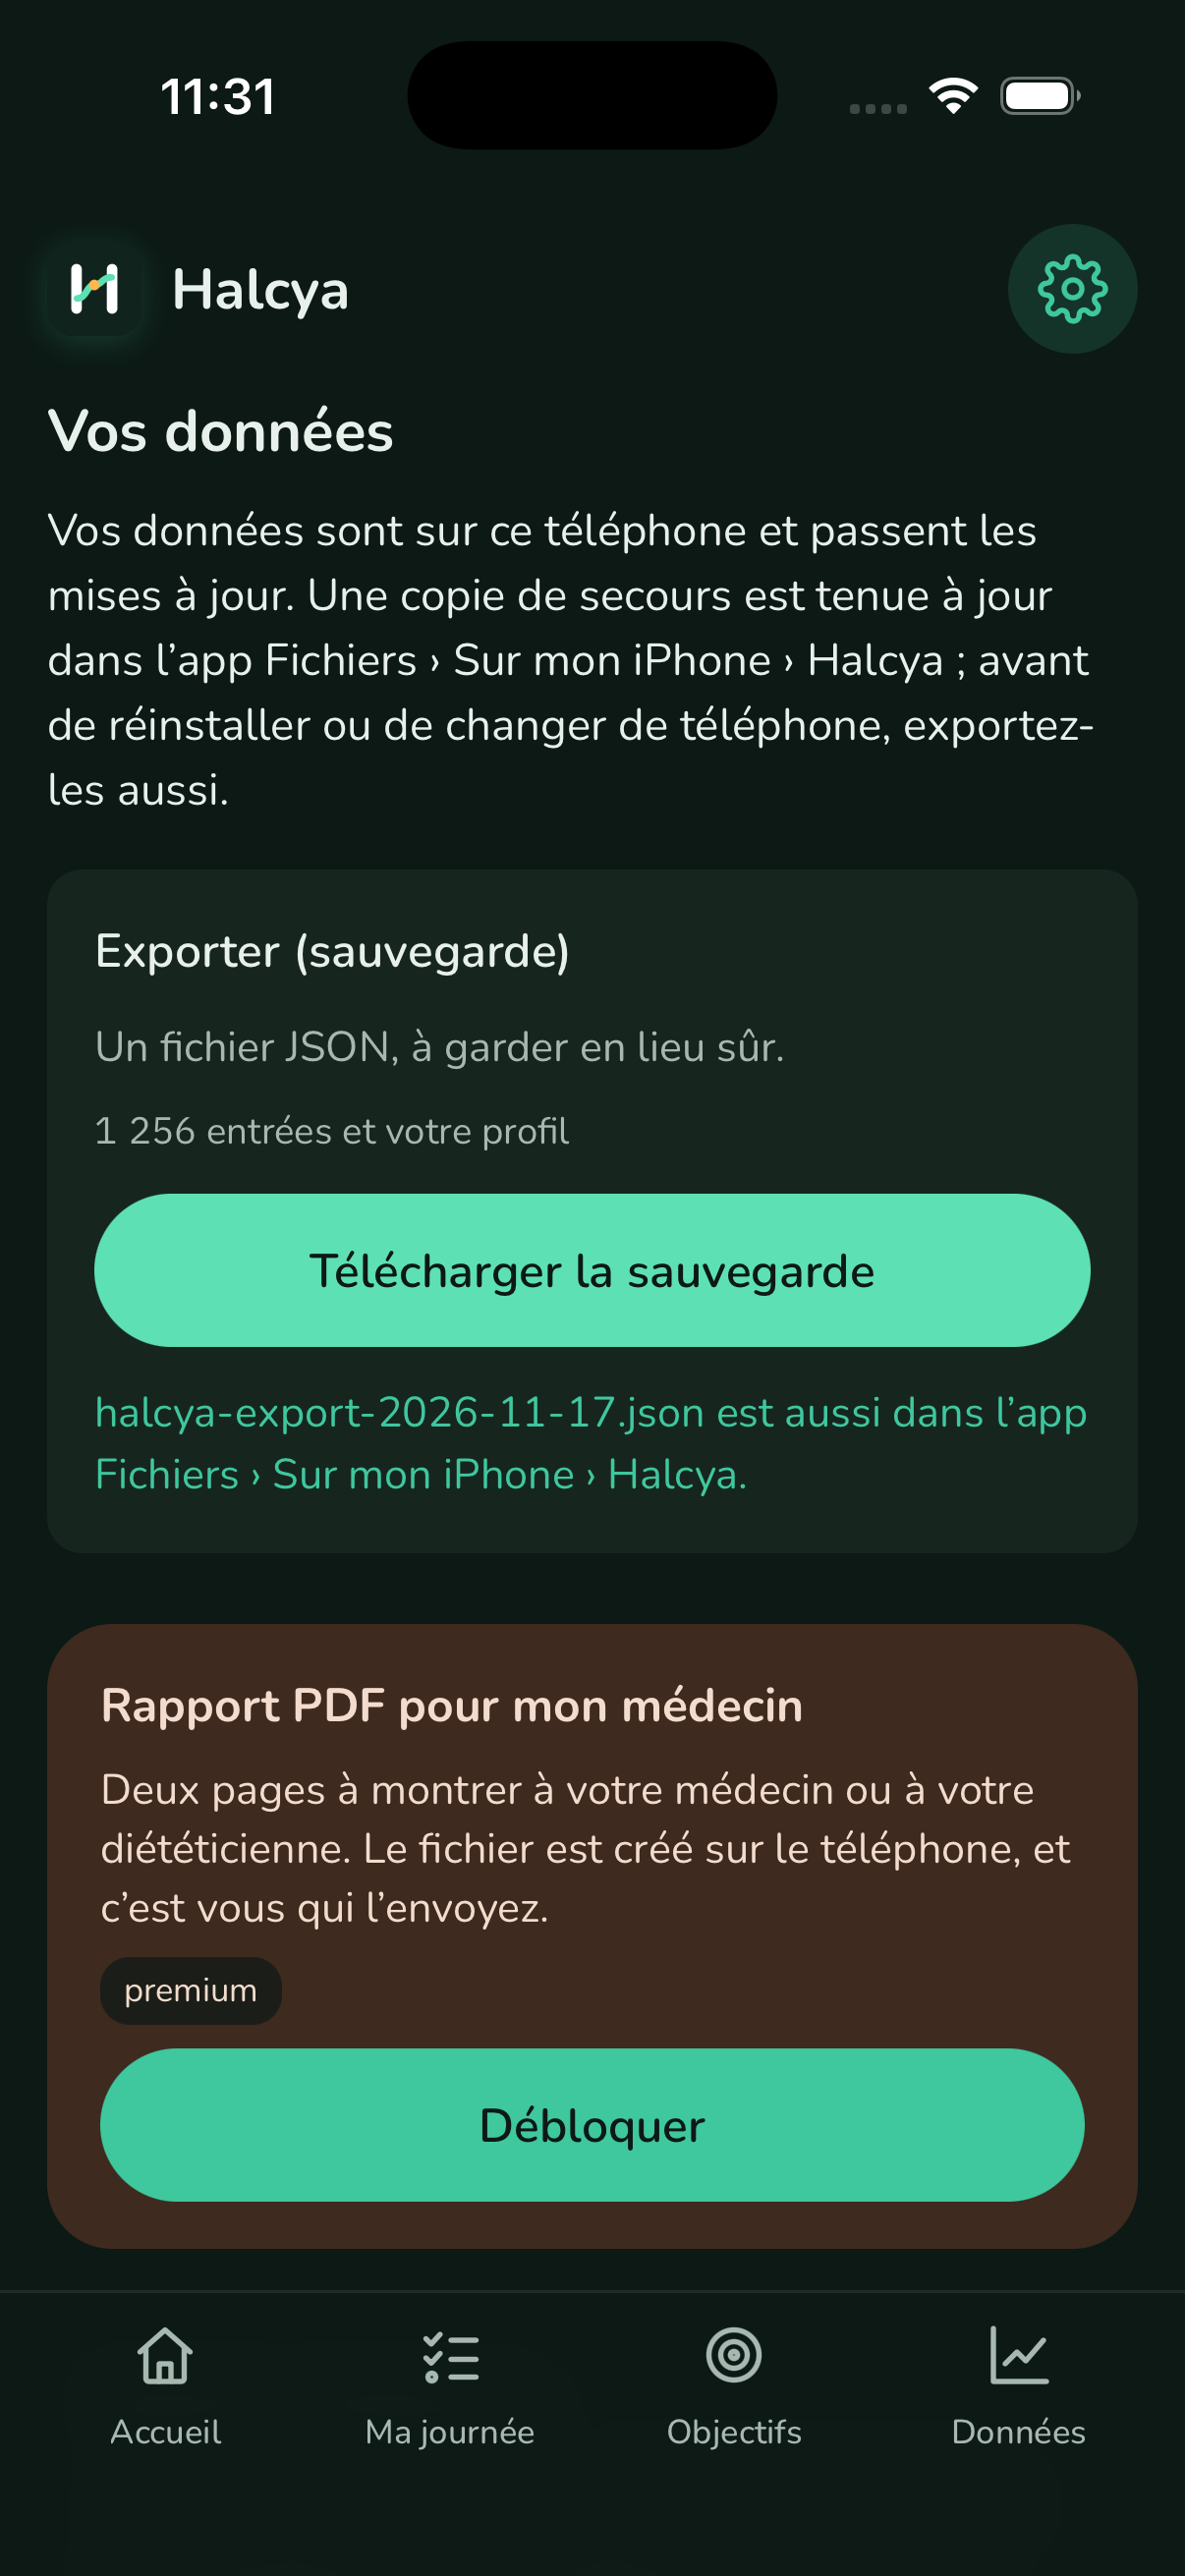 11:31
Halcya
Vos données
Vos données sont sur ce téléphone et passent les
mises à jour. Une copie de secours est tenue à jour
dans l’app Fichiers › Sur mon iPhone › Halcya ; avant
de réinstaller ou de changer de téléphone, exportez-
les aussi.
Exporter (sauvegarde)
Un fichier JSON, à garder en lieu sûr.
1 256 entrées et votre profil
Télécharger la sauvegarde
halcya-export-2026-11-17.json est aussi dans l’app
Fichiers › Sur mon iPhone › Halcya.
Rapport PDF pour mon médecin
Deux pages à montrer à votre médecin ou à votre
diététicienne. Le fichier est créé sur le téléphone, et
c’est vous qui l’envoyez.
premium
Débloquer
Accueil
Ma journée
Objectifs
Données